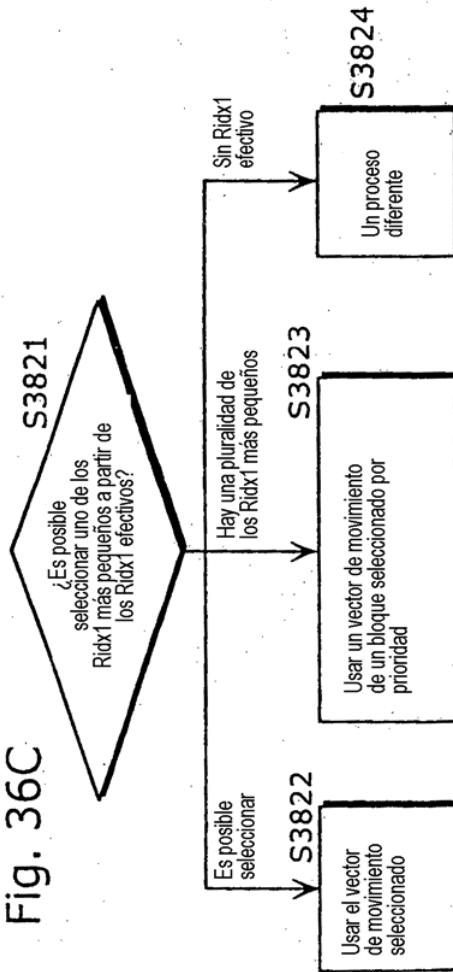 Fig. 36C
S3821
¿Es posible
seleccionar uno de los
Ridx1 más pequeños a partir de
los Ridx1 efectivos?
Es posible
seleccionar
Hay una pluralidad de
los Ridx1 más pequeños
Sin Ridx1
efectivo
S3822
Usar el vector
de movimiento
seleccionado
S3823
Usar un vector de movimiento
de un bloque seleccionado por
prioridad
S3824
Un proceso
diferente